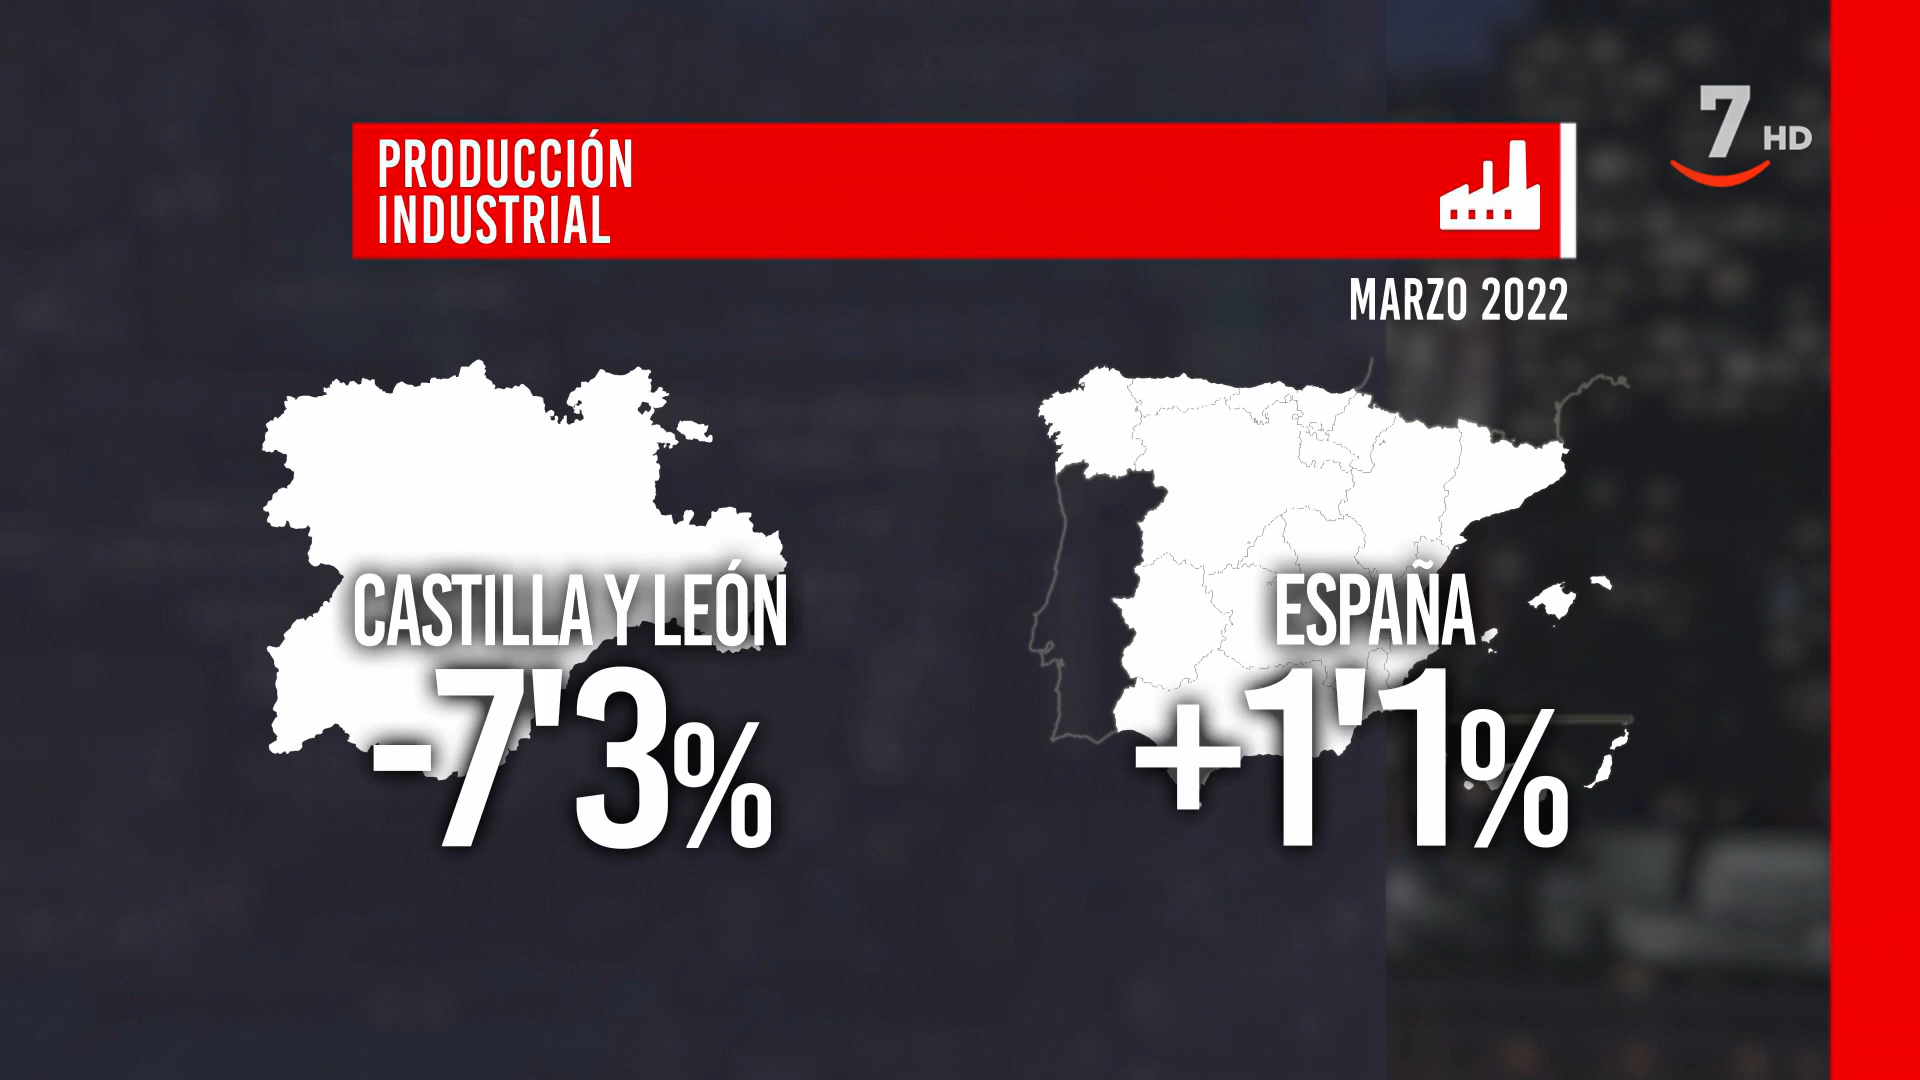 PRODUCCIÓN
INDUSTRIAL
7 HD
MARZO 2022
CASTILLA Y LEÓN
-7'3%
ESPAÑA
+1'1%